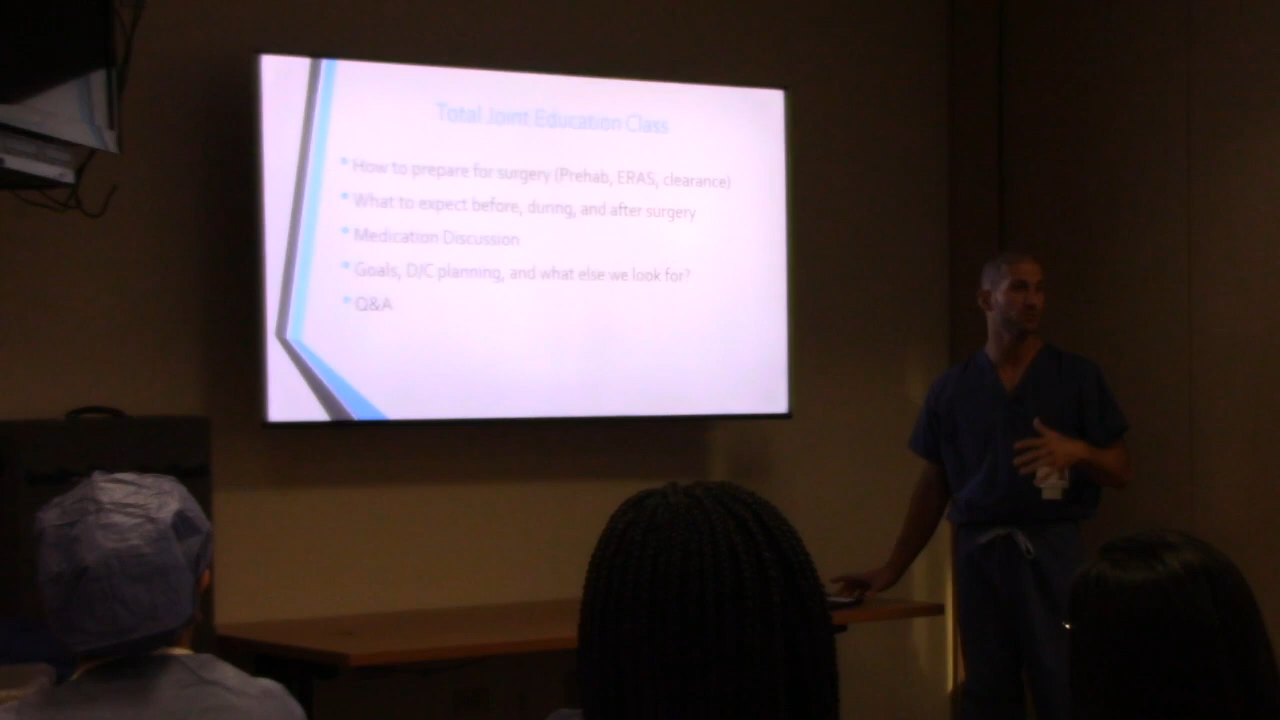 Total Joint Education Class
How to prepare for surgery (Prehab, ERAS, clearance)
What to expect before, during, and after surgery
Medication Discussion
Goals, D/C planning, and what else we look for?
Q&A